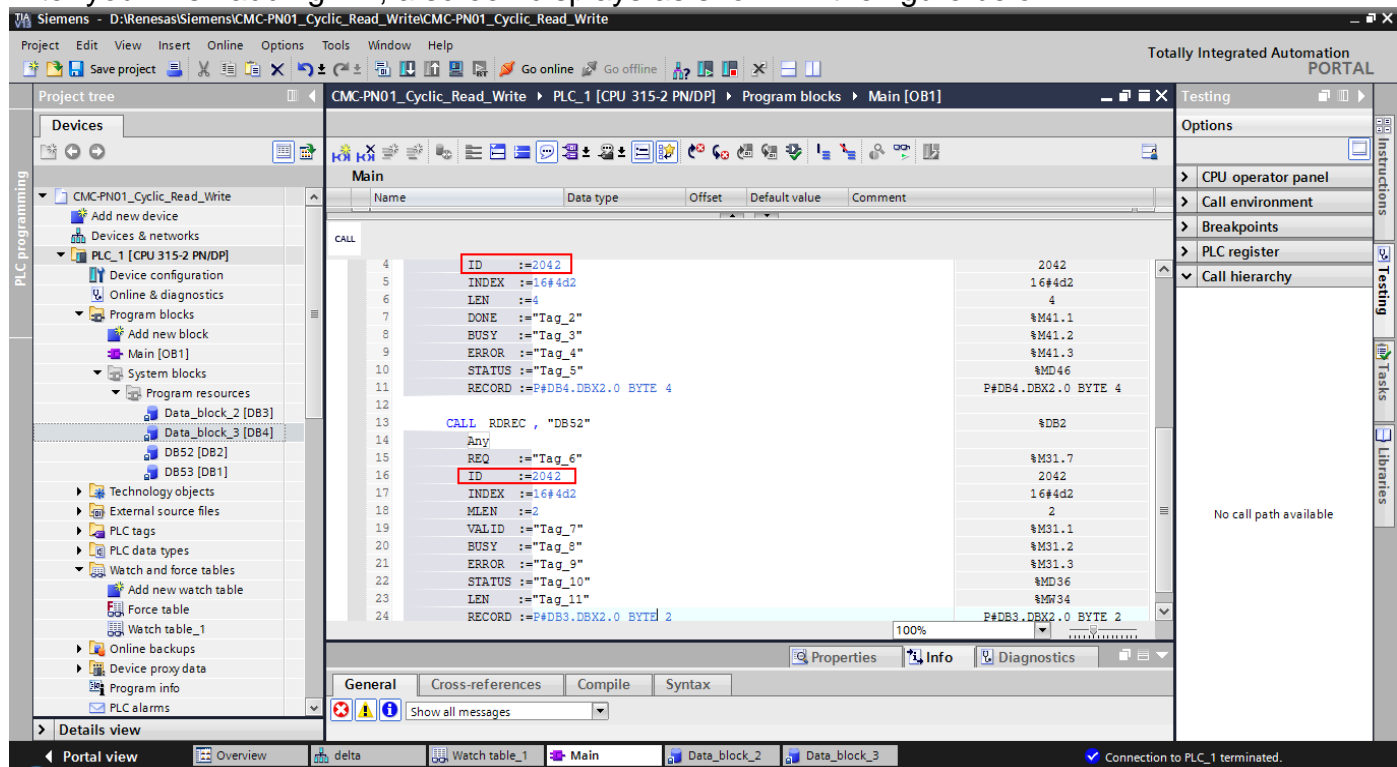 Siemens - D:\Renesas\Siemens\CMC-PN01_Cyclic_Read_Write\CMC-PN01_Cyclic_Read_Write
Project Edit View Insert Online Options Tools Window Help
Totally Integrated Automation
PORTAL
Save project Go online Go offline
Project tree
CMC-PN01_Cyclic_Read_Write ▸ PLC_1 [CPU 315-2 PN/DP] ▸ Program blocks ▸ Main [OB1]
Testing
Devices
Options
PLC programming
CMC-PN01_Cyclic_Read_Write
Add new device
Devices & networks
PLC_1 [CPU 315-2 PN/DP]
Device configuration
Online & diagnostics
Program blocks
Add new block
Main [OB1]
System blocks
Program resources
Data_block_2 [DB3]
Data_block_3 [DB4]
DB52 [DB2]
DB53 [DB1]
Technology objects
External source files
PLC tags
PLC data types
Watch and force tables
Add new watch table
Force table
Watch table_1
Online backups
Device proxy data
Program info
PLC alarms
Details view
Main
Name Data type Offset Default value Comment
CALL
4 ID :=2042 2042
5 INDEX :=16#4d2 16#4d2
6 LEN :=4 4
7 DONE :="Tag_2" %M41.1
8 BUSY :="Tag_3" %M41.2
9 ERROR :="Tag_4" %M41.3
10 STATUS :="Tag_5" %MD46
11 RECORD :=P#DB4.DBX2.0 BYTE 4 P#DB4.DBX2.0 BYTE 4
12
13 CALL RDREC , "DB52" %DB2
14 Any
15 REQ :="Tag_6" %M31.7
16 ID :=2042 2042
17 INDEX :=16#4d2 16#4d2
18 MLEN :=2 2
19 VALID :="Tag_7" %M31.1
20 BUSY :="Tag_8" %M31.2
21 ERROR :="Tag_9" %M31.3
22 STATUS :="Tag_10" %MD36
23 LEN :="Tag_11" %MW34
24 RECORD :=P#DB3.DBX2.0 BYTE 2 P#DB3.DBX2.0 BYTE 2
100%
Properties Info Diagnostics
General Cross-references Compile Syntax
Show all messages
CPU operator panel
Call environment
Breakpoints
PLC register
Call hierarchy
No call path available
Instructions
Testing
Tasks
Libraries
Portal view Overview delta Watch table_1 Main Data_block_2 Data_block_3 Connection to PLC_1 terminated.